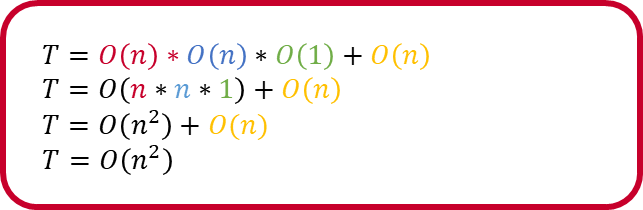 T = O(n) * O(n) * O(1) + O(n)
T = O(n * n * 1) + O(n)
T = O(n²) + O(n)
T = O(n²)